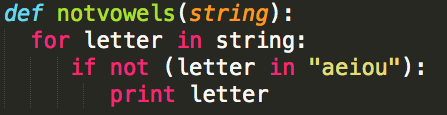 def notvowels(string):
    for letter in string:
        if not (letter in "aeiou"):
            print letter